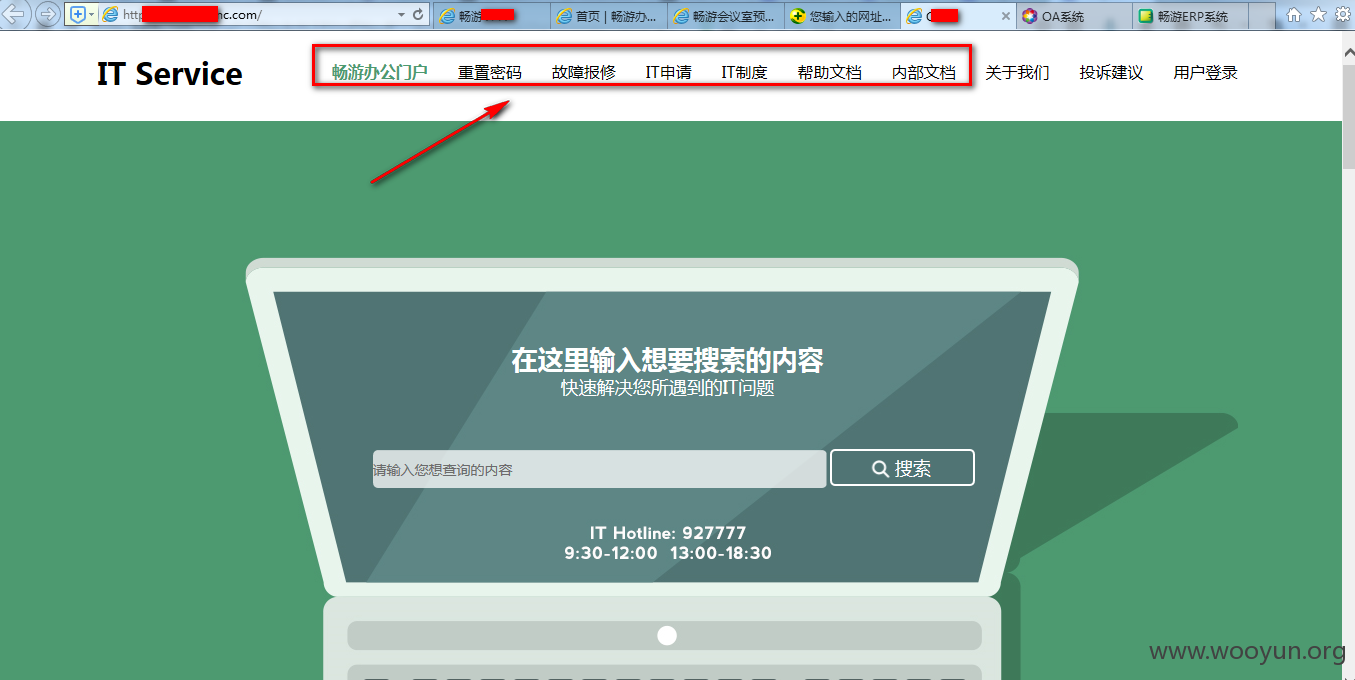 http hc.com/
畅游
首页 | 畅游办...
畅游会议室预...
您输入的网址...
OA系统
畅游ERP系统
IT Service
畅游办公门户 重置密码 故障报修 IT申请 IT制度 帮助文档 内部文档 关于我们 投诉建议 用户登录
在这里输入想要搜索的内容
快速解决您所遇到的IT问题
请输入您想查询的内容
搜索
IT Hotline: 927777
9:30-12:00 13:00-18:30
www.wooyun.org